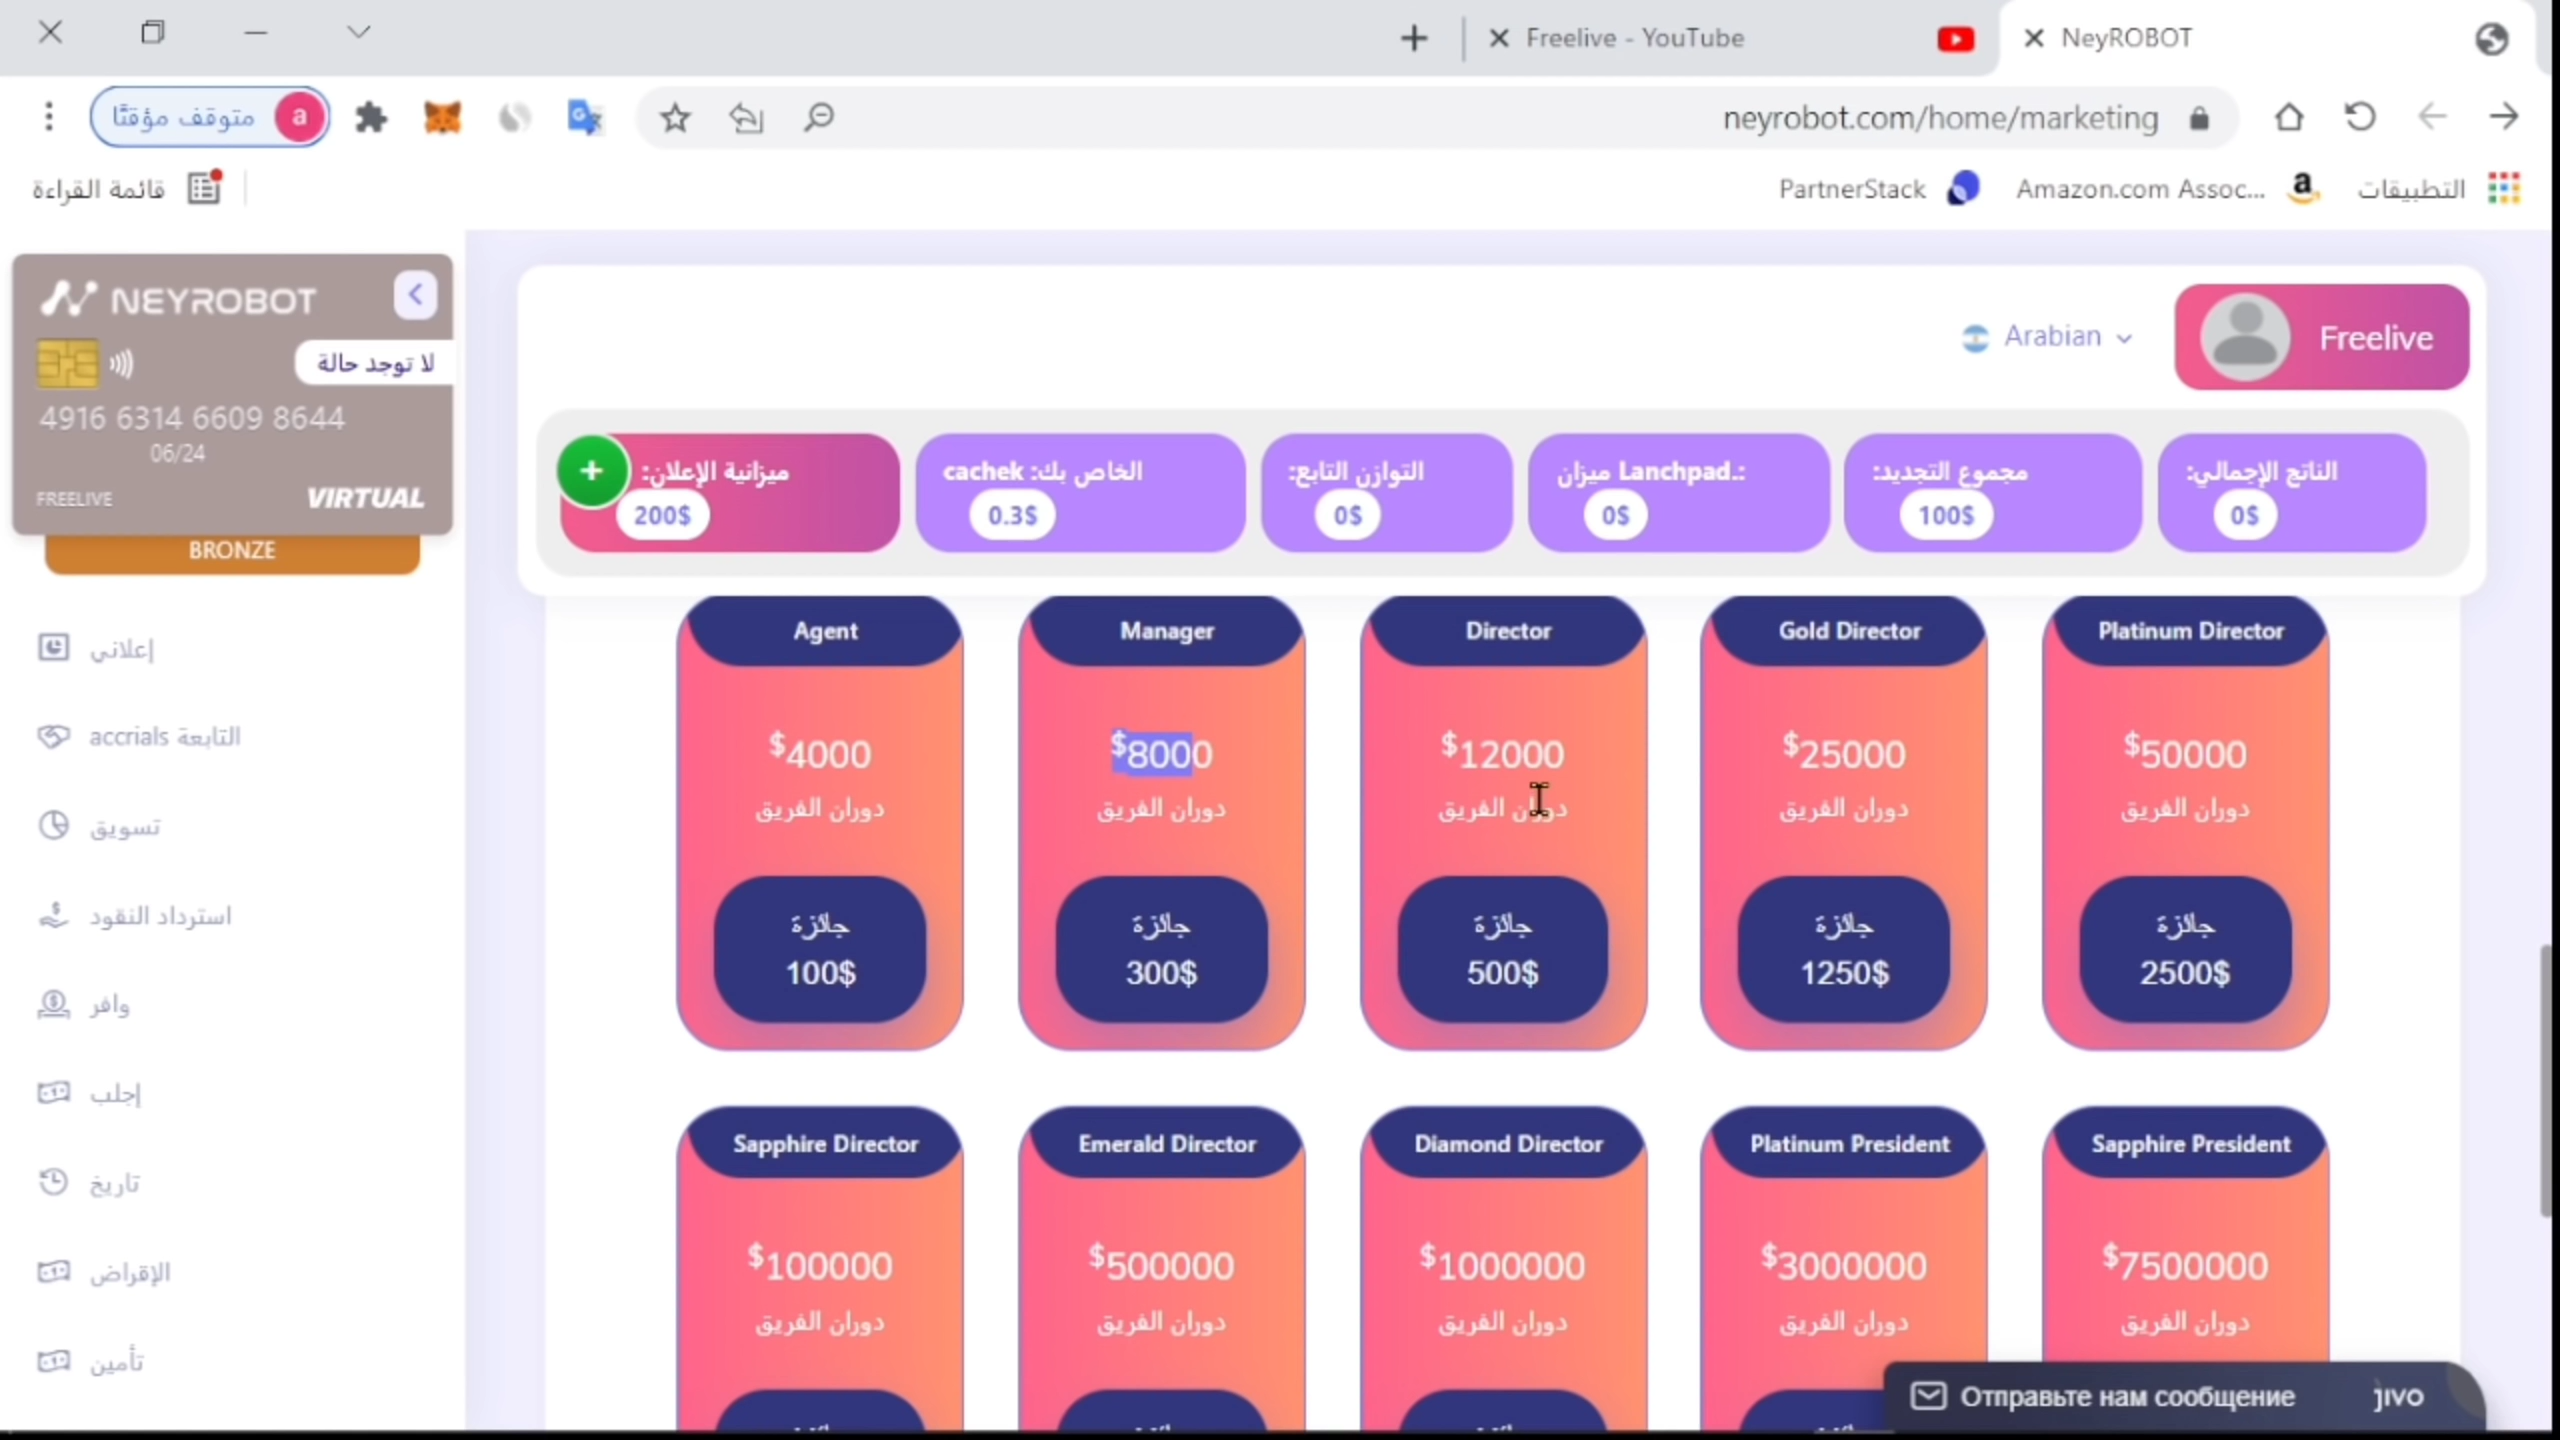 Freelive - YouTube
NeyROBOT
متوقف مؤقتًا
a
neyrobot.com/home/marketing
قائمة القراءة
PartnerStack
Amazon.com Assoc...
التطبيقات
NEYROBOT
لا توجد حالة
4916 6314 6609 8644
06/24
FREELIVE
VIRTUAL
BRONZE
إعلاني
accrials التابعة
تسويق
استرداد النقود
وافر
إجلب
تاريخ
الإقراض
تأمين
Arabian
Freelive
ميزانية الإعلان:
200$
cachek :الخاص بك
0.3$
التوازن التابع:
0$
ميزان Lanchpad.:
0$
مجموع التجديد:
100$
الناتج الإجمالي:
0$
Agent
$4000
دوران الفريق
جائزة
100$
Manager
$8000
دوران الفريق
جائزة
300$
Director
$12000
دوران الفريق
جائزة
500$
Gold Director
$25000
دوران الفريق
جائزة
1250$
Platinum Director
$50000
دوران الفريق
جائزة
2500$
Sapphire Director
$100000
دوران الفريق
Emerald Director
$500000
دوران الفريق
Diamond Director
$1000000
دوران الفريق
Platinum President
$3000000
دوران الفريق
Sapphire President
$7500000
دوران الفريق
Отправьте нам сообщение
jivo